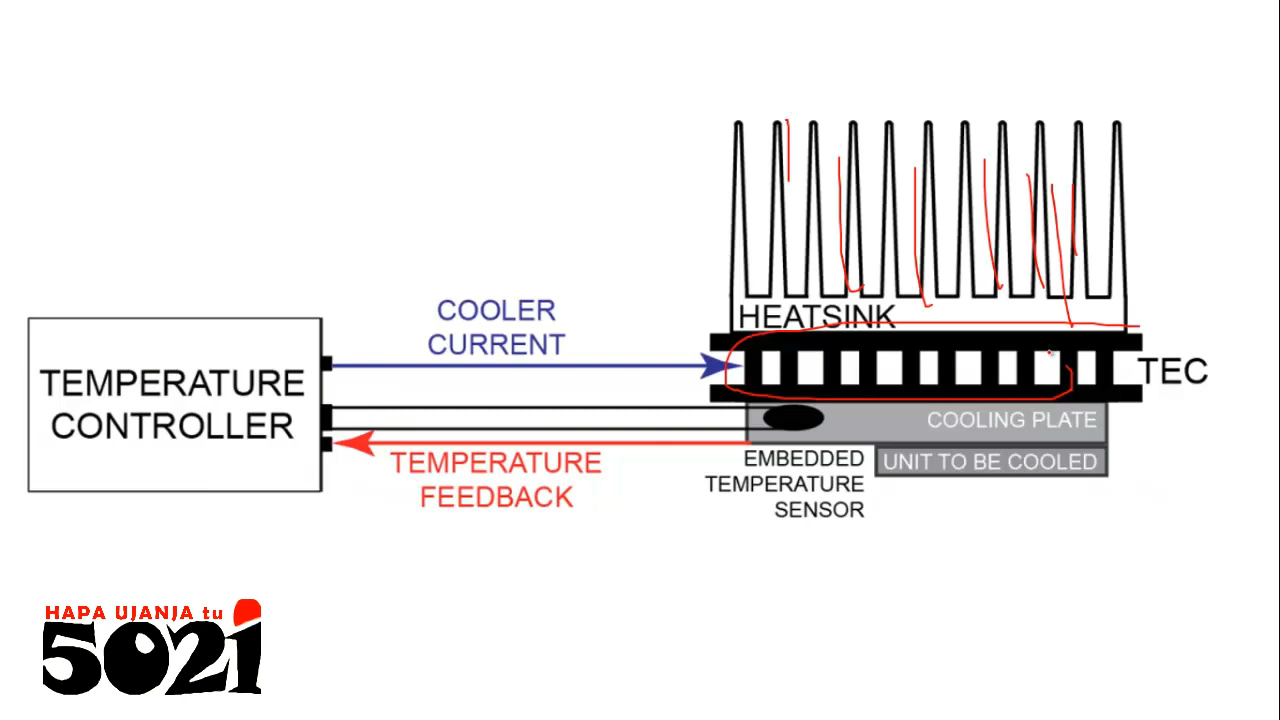 HEATSINK
COOLER
CURRENT
TEMPERATURE
CONTROLLER
TEC
COOLING PLATE
TEMPERATURE
FEEDBACK
EMBEDDED
TEMPERATURE
SENSOR
UNIT TO BE COOLED
HAPA UJANJA tu
5021